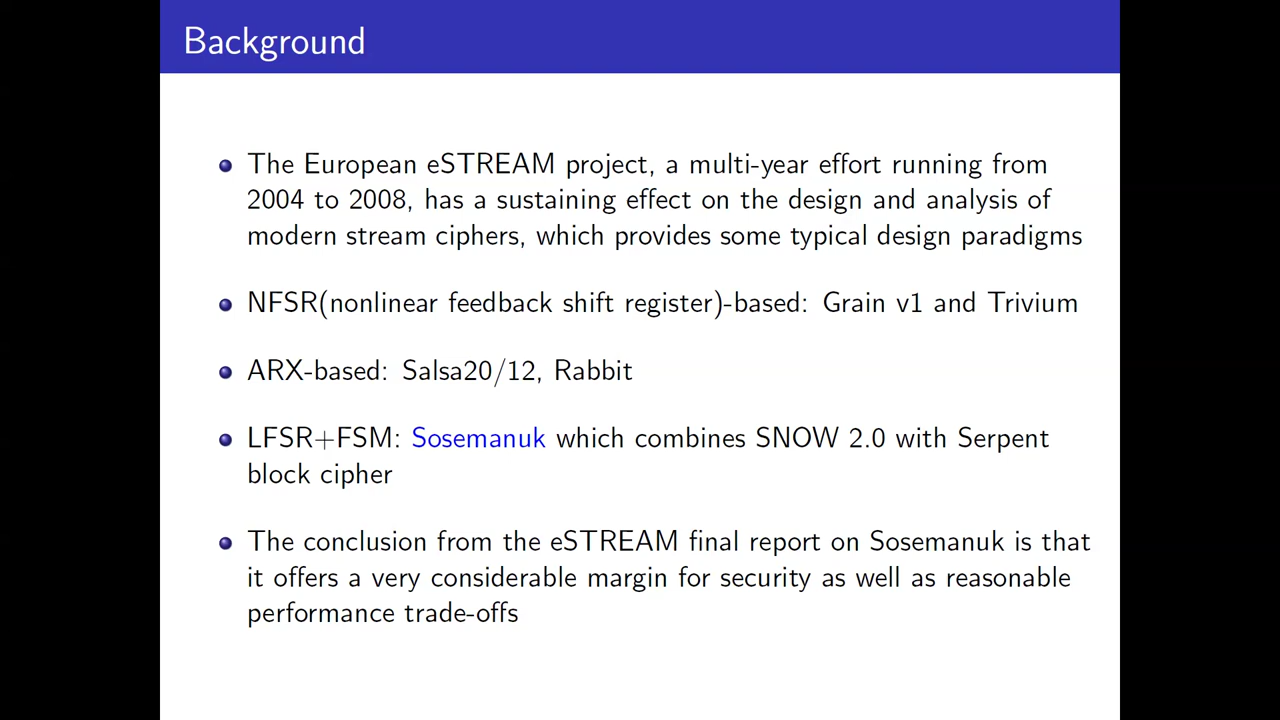 Background
The European eSTREAM project, a multi-year effort running from
2004 to 2008, has a sustaining effect on the design and analysis of
modern stream ciphers, which provides some typical design paradigms
NFSR(nonlinear feedback shift register)-based: Grain v1 and Trivium
ARX-based: Salsa20/12, Rabbit
LFSR+FSM: Sosemanuk which combines SNOW 2.0 with Serpent
block cipher
The conclusion from the eSTREAM final report on Sosemanuk is that
it offers a very considerable margin for security as well as reasonable
performance trade-offs